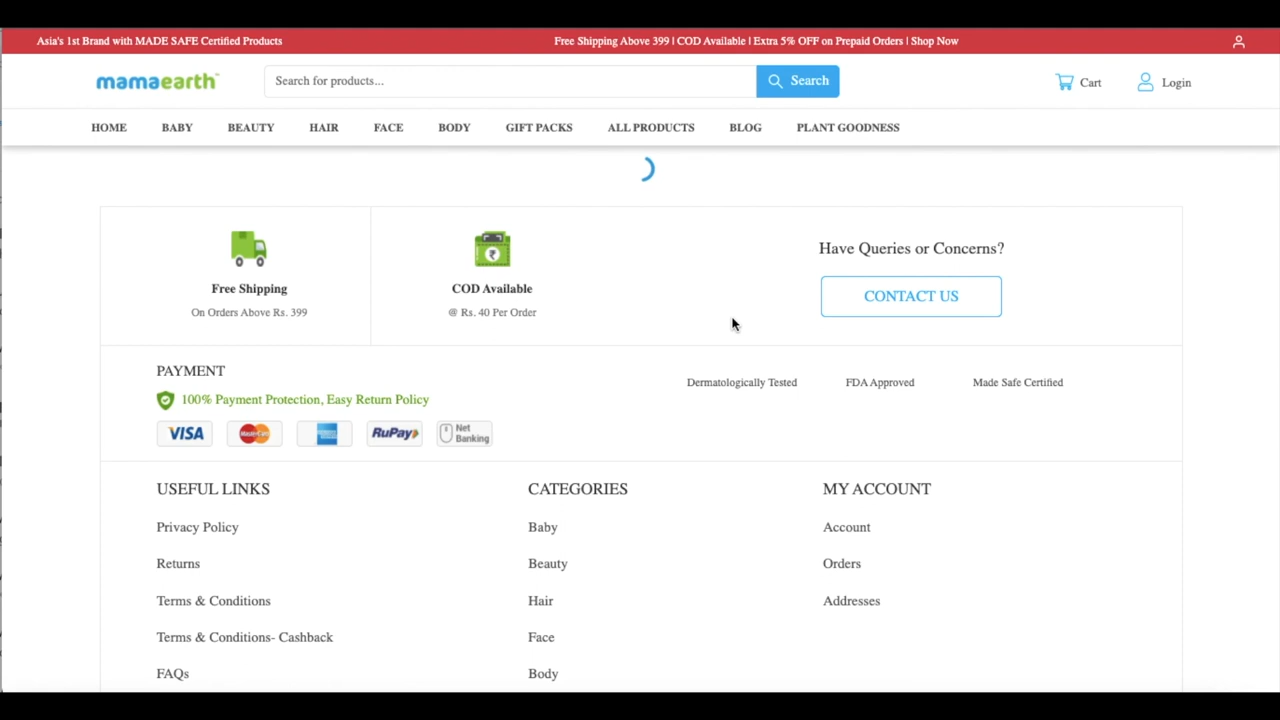 Asia's 1st Brand with MADE SAFE Certified Products
Free Shipping Above 399 | COD Available | Extra 5% OFF on Prepaid Orders | Shop Now
mamaearth
Search for products...
Search
Cart
Login
HOME BABY BEAUTY HAIR FACE BODY GIFT PACKS ALL PRODUCTS BLOG PLANT GOODNESS
Free Shipping
On Orders Above Rs. 399
COD Available
@ Rs. 40 Per Order
Have Queries or Concerns?
CONTACT US
PAYMENT
100% Payment Protection, Easy Return Policy
VISA
MasterCard
RuPay
Net
Banking
Dermatologically Tested
FDA Approved
Made Safe Certified
USEFUL LINKS
Privacy Policy
Returns
Terms & Conditions
Terms & Conditions- Cashback
FAQs
CATEGORIES
Baby
Beauty
Hair
Face
Body
MY ACCOUNT
Account
Orders
Addresses